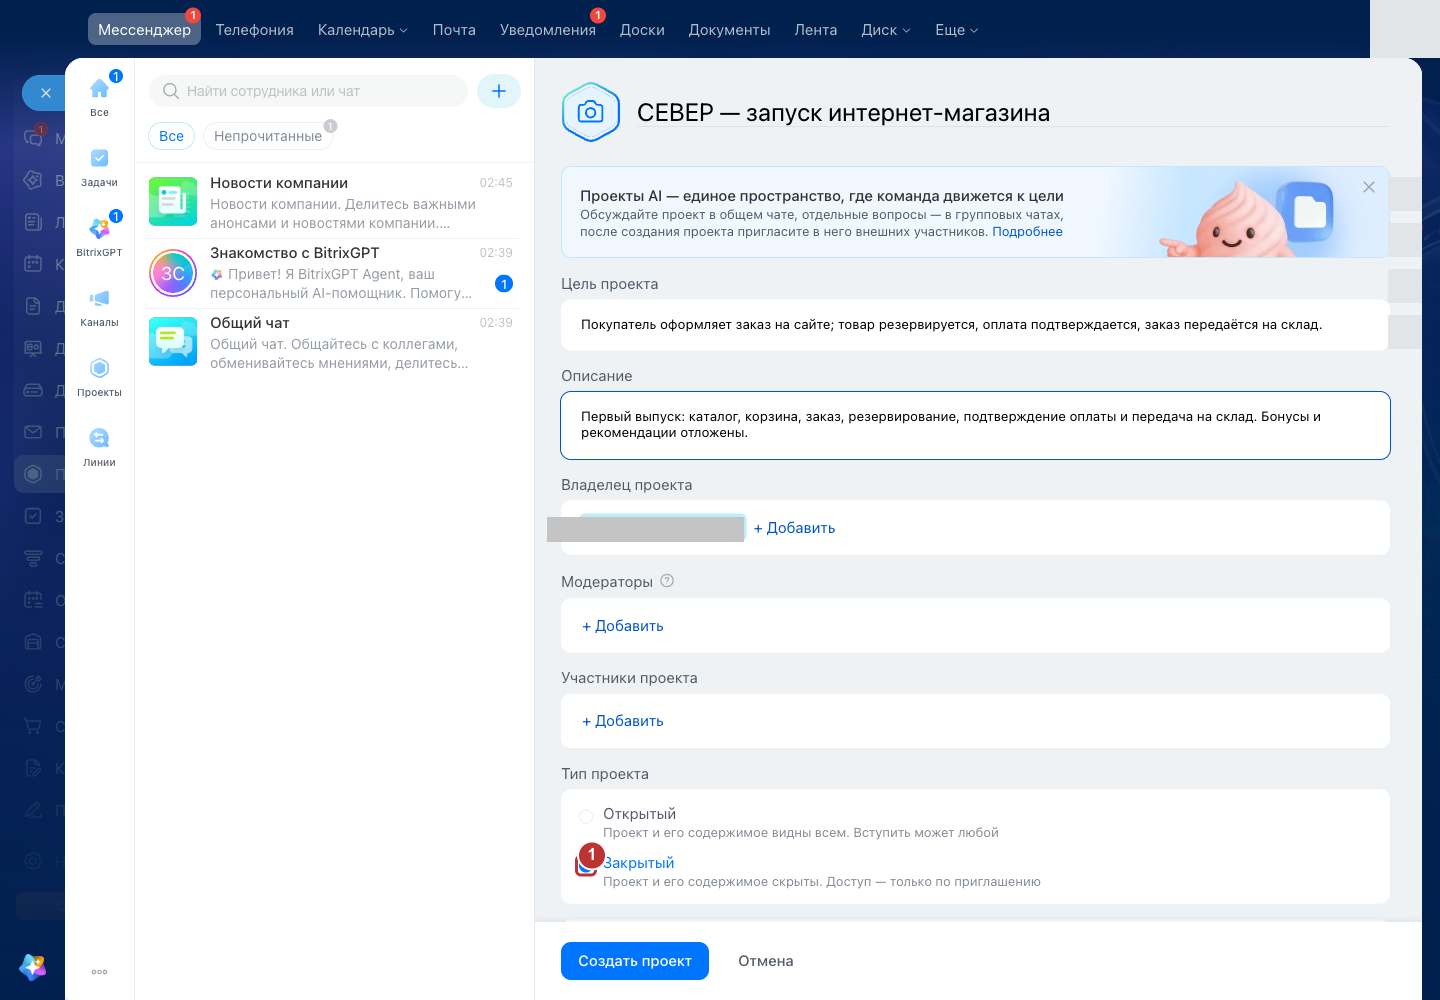 Мессенджер
1
Телефония
Календарь
Почта
Уведомления
1
Доски
Документы
Лента
Диск
Еще
1
Все
Задачи
1
BitrixGPT
Каналы
Проекты
Линии
Найти сотрудника или чат
Все
Непрочитанные
1
Новости компании
02:45
Новости компании. Делитесь важными
анонсами и новостями компании....
Знакомство с BitrixGPT
02:39
ЗС
Привет! Я BitrixGPT Agent, ваш
персональный AI-помощник. Помогу...
1
Общий чат
02:39
Общий чат. Общайтесь с коллегами,
обменивайтесь мнениями, делитесь...
СЕВЕР — запуск интернет-магазина
Проекты AI — единое пространство, где команда движется к цели
Обсуждайте проект в общем чате, отдельные вопросы — в групповых чатах,
после создания проекта пригласите в него внешних участников. Подробнее
Цель проекта
Покупатель оформляет заказ на сайте; товар резервируется, оплата подтверждается, заказ передаётся на склад.
Описание
Первый выпуск: каталог, корзина, заказ, резервирование, подтверждение оплаты и передача на склад. Бонусы и
рекомендации отложены.
Владелец проекта
+ Добавить
Модераторы ?
+ Добавить
Участники проекта
+ Добавить
Тип проекта
Открытый
Проект и его содержимое видны всем. Вступить может любой
1
Закрытый
Проект и его содержимое скрыты. Доступ — только по приглашению
Создать проект
Отмена